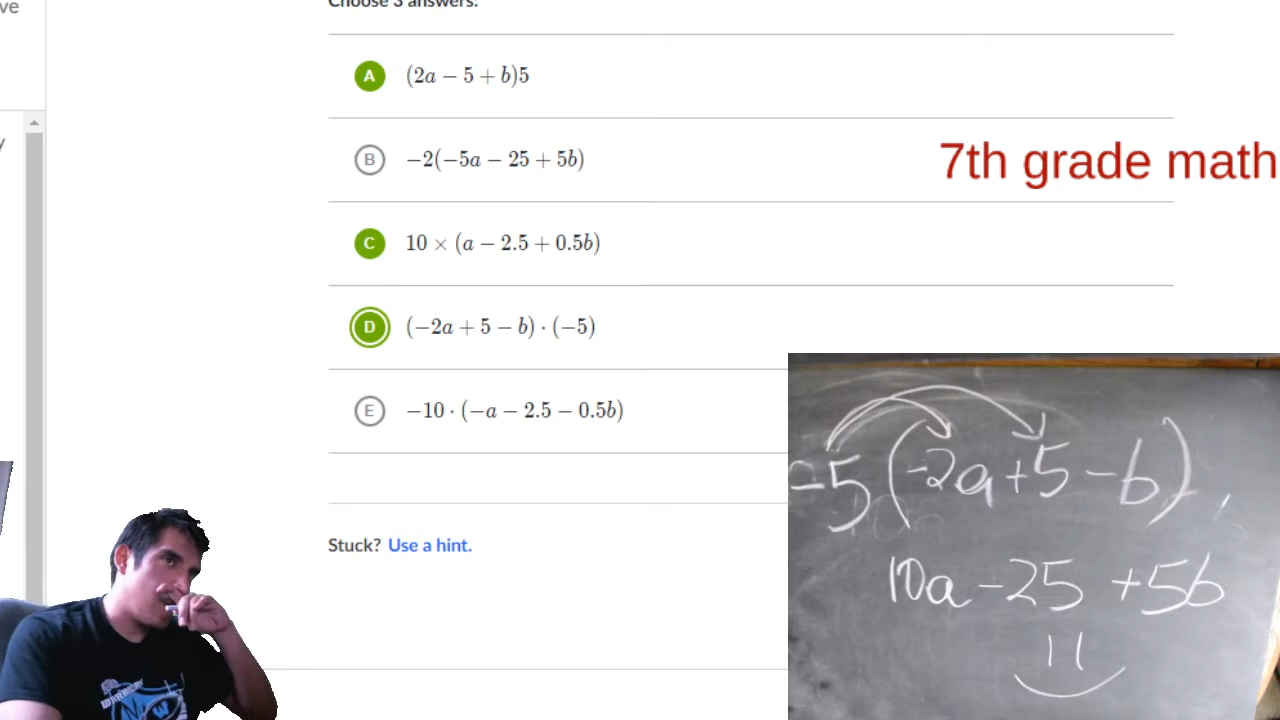 ve
Choose 3 answers:
A (2a − 5 + b)5
B −2(−5a − 25 + 5b)
7th grade math
C 10 × (a − 2.5 + 0.5b)
D (−2a + 5 − b) · (−5)
E −10 · (−a − 2.5 − 0.5b)
Stuck? Use a hint.
-5(-2a+5-b)
10a-25 +5b